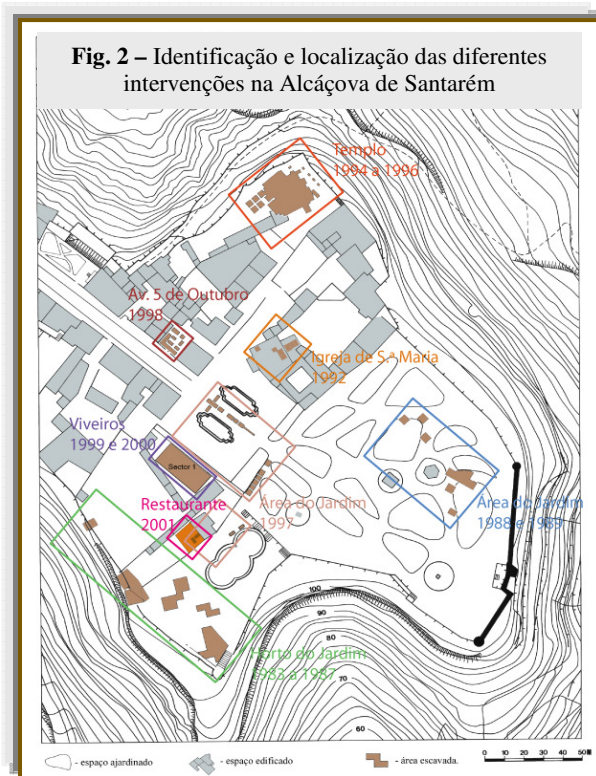 Fig. 2 – Identificação e localização das diferentes
intervenções na Alcáçova de Santarém
Templo
1994 a 1996
Av. 5 de Outubro
1998
Igreja de S.ª Maria
1992
Viveiros
1999 e 2000
Sector 1
Restaurante
2001
Área do Jardim
1997
Área do Jardim
1988 e 1989
Horto do Jardim
1983 a 1987
100
90
80
70
60
- espaço ajardinado
- espaço edificado
- área escavada.
0 10 20 30 40 50M